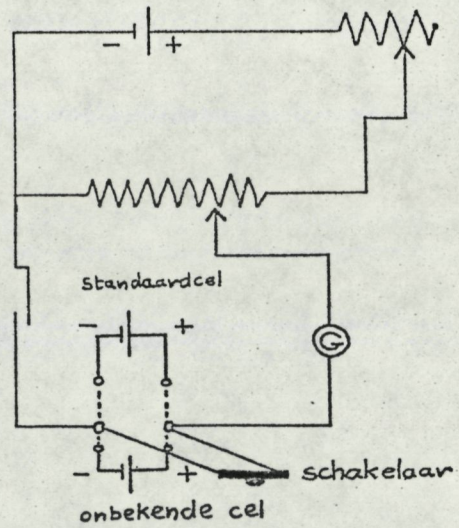 - +
Standaardcel
- +
G
- +
schakelaar
onbekende cel